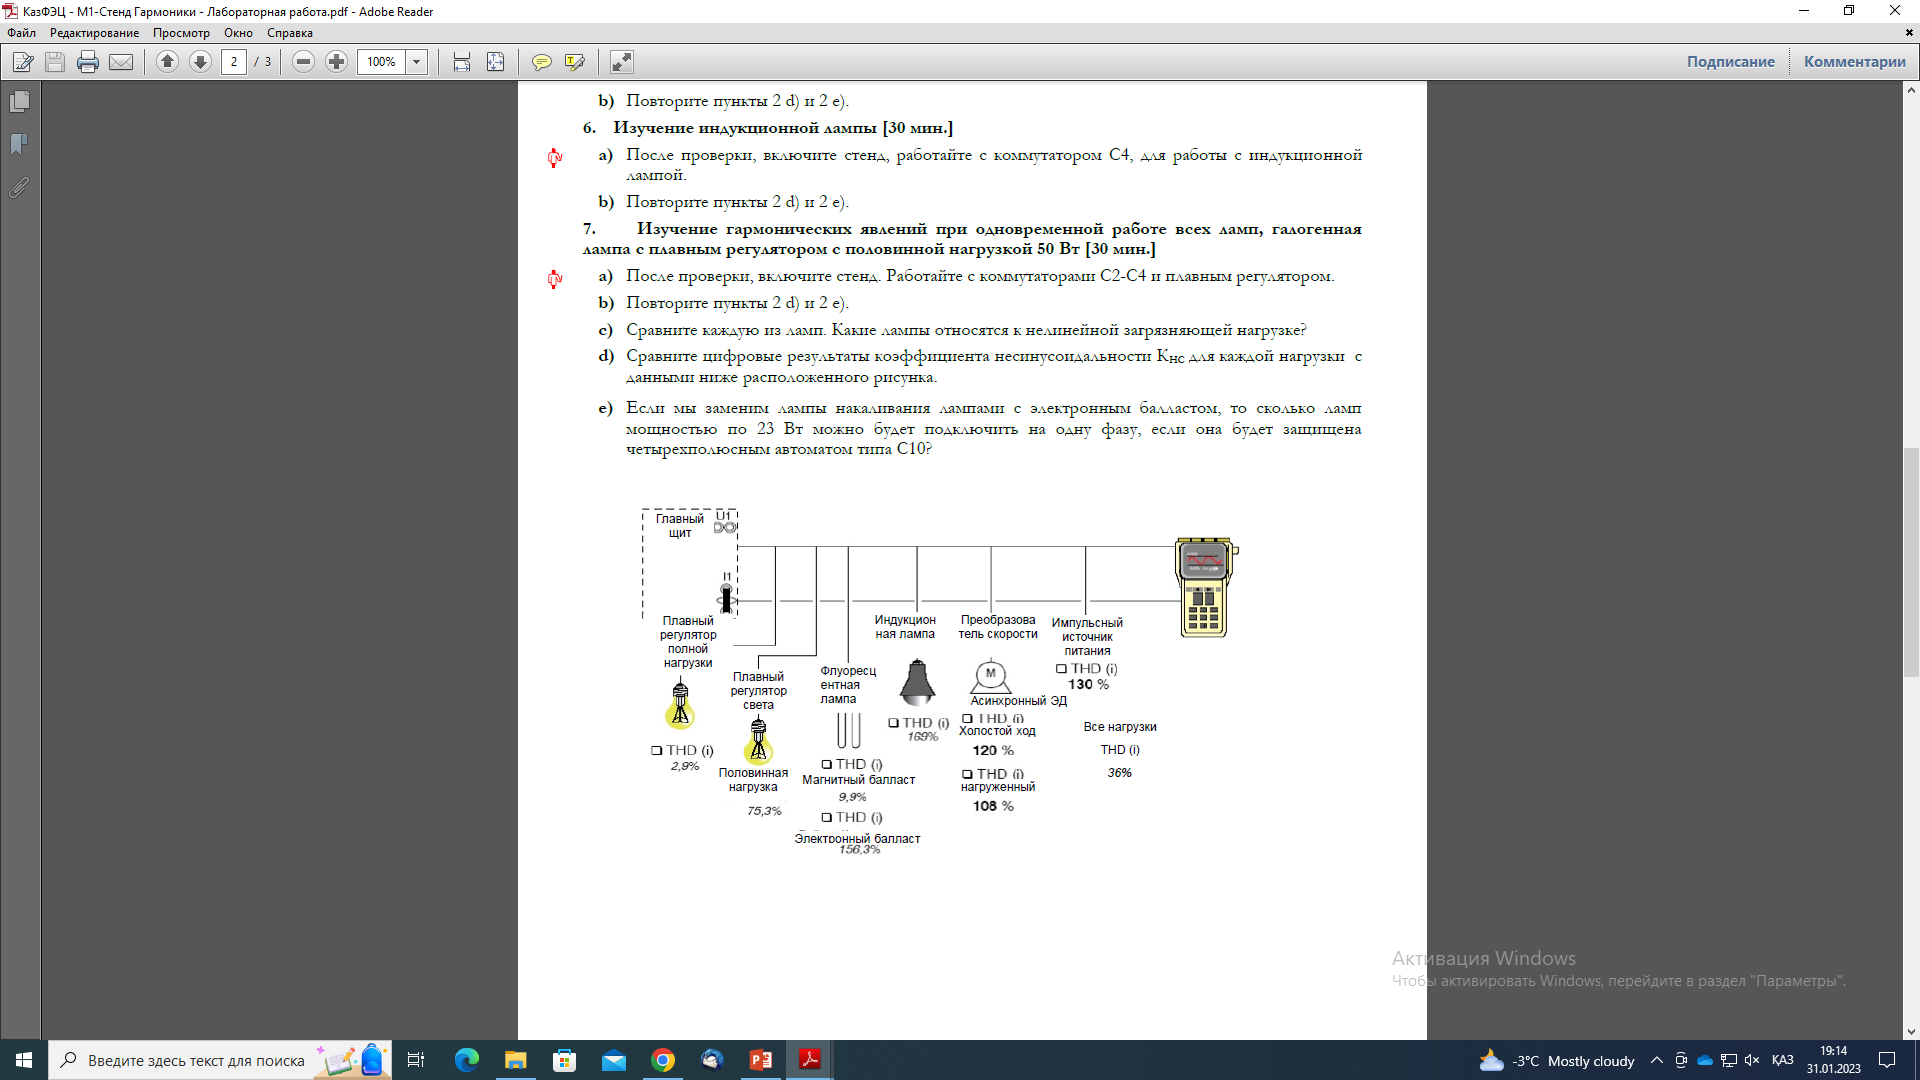 КазФЭЦ - М1-Стенд Гармоники - Лабораторная работа.pdf - Adobe Reader
Файл Редактирование Просмотр Окно Справка
2 / 3 100% Подписание Комментарии
b) Повторите пункты 2 d) и 2 e).
6. Изучение индукционной лампы [30 мин.]
a) После проверки, включите стенд, работайте с коммутатором С4, для работы с индукционной
лампой.
b) Повторите пункты 2 d) и 2 e).
7. Изучение гармонических явлений при одновременной работе всех ламп, галогенная
лампа с плавным регулятором с половинной нагрузкой 50 Вт [30 мин.]
a) После проверки, включите стенд. Работайте с коммутаторами С2-С4 и плавным регулятором.
b) Повторите пункты 2 d) и 2 e).
c) Сравните каждую из ламп. Какие лампы относятся к нелинейной загрязняющей нагрузке?
d) Сравните цифровые результаты коэффициента несинусоидальности Кнс для каждой нагрузки с
данными ниже расположенного рисунка.
e) Если мы заменим лампы накаливания лампами с электронным балластом, то сколько ламп
мощностью по 23 Вт можно будет подключить на одну фазу, если она будет защищена
четырехполюсным автоматом типа С10?
Главный
щит
U1
I1
Плавный
регулятор
полной
нагрузки
THD (i)
2,9%
Плавный
регулятор
света
Половинная
нагрузка
75,3%
Флуоресц
ентная
лампа
THD (i)
Магнитный балласт
9,9%
THD (i)
Электронный балласт
156,3%
Индукцион
ная лампа
THD (i)
169%
Преобразова
тель скорости
M
Асинхронный ЭД
THD (i)
Холостой ход
120 %
THD (i)
нагруженный
108 %
Импульсный
источник
питания
THD (i)
130 %
Все нагрузки
THD (i)
36%
Активация Windows
Чтобы активировать Windows, перейдите в раздел "Параметры".
Введите здесь текст для поиска
-3°C Mostly cloudy
ҚАЗ
19:14
31.01.2023